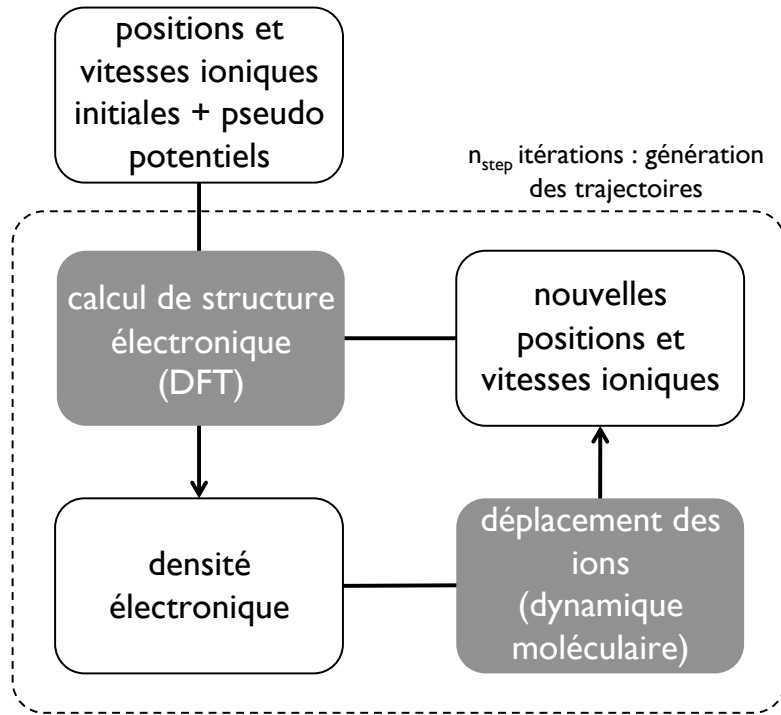 positions et
vitesses ioniques
initiales + pseudo
potentiels
n_step itérations : génération
des trajectoires
calcul de structure
électronique
(DFT)
nouvelles
positions et
vitesses ioniques
densité
électronique
déplacement des
ions
(dynamique
moléculaire)